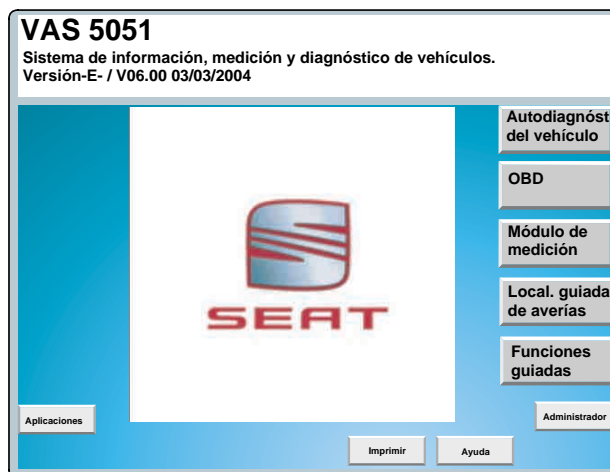 VAS 5051
Sistema de información, medición y diagnóstico de vehículos.
Versión-E- / V06.00 03/03/2004
Autodiagnóst
del vehículo
OBD
Módulo de
medición
SEAT
Local. guiada
de averías
Funciones
guiadas
Aplicaciones
Administrador
Imprimir
Ayuda